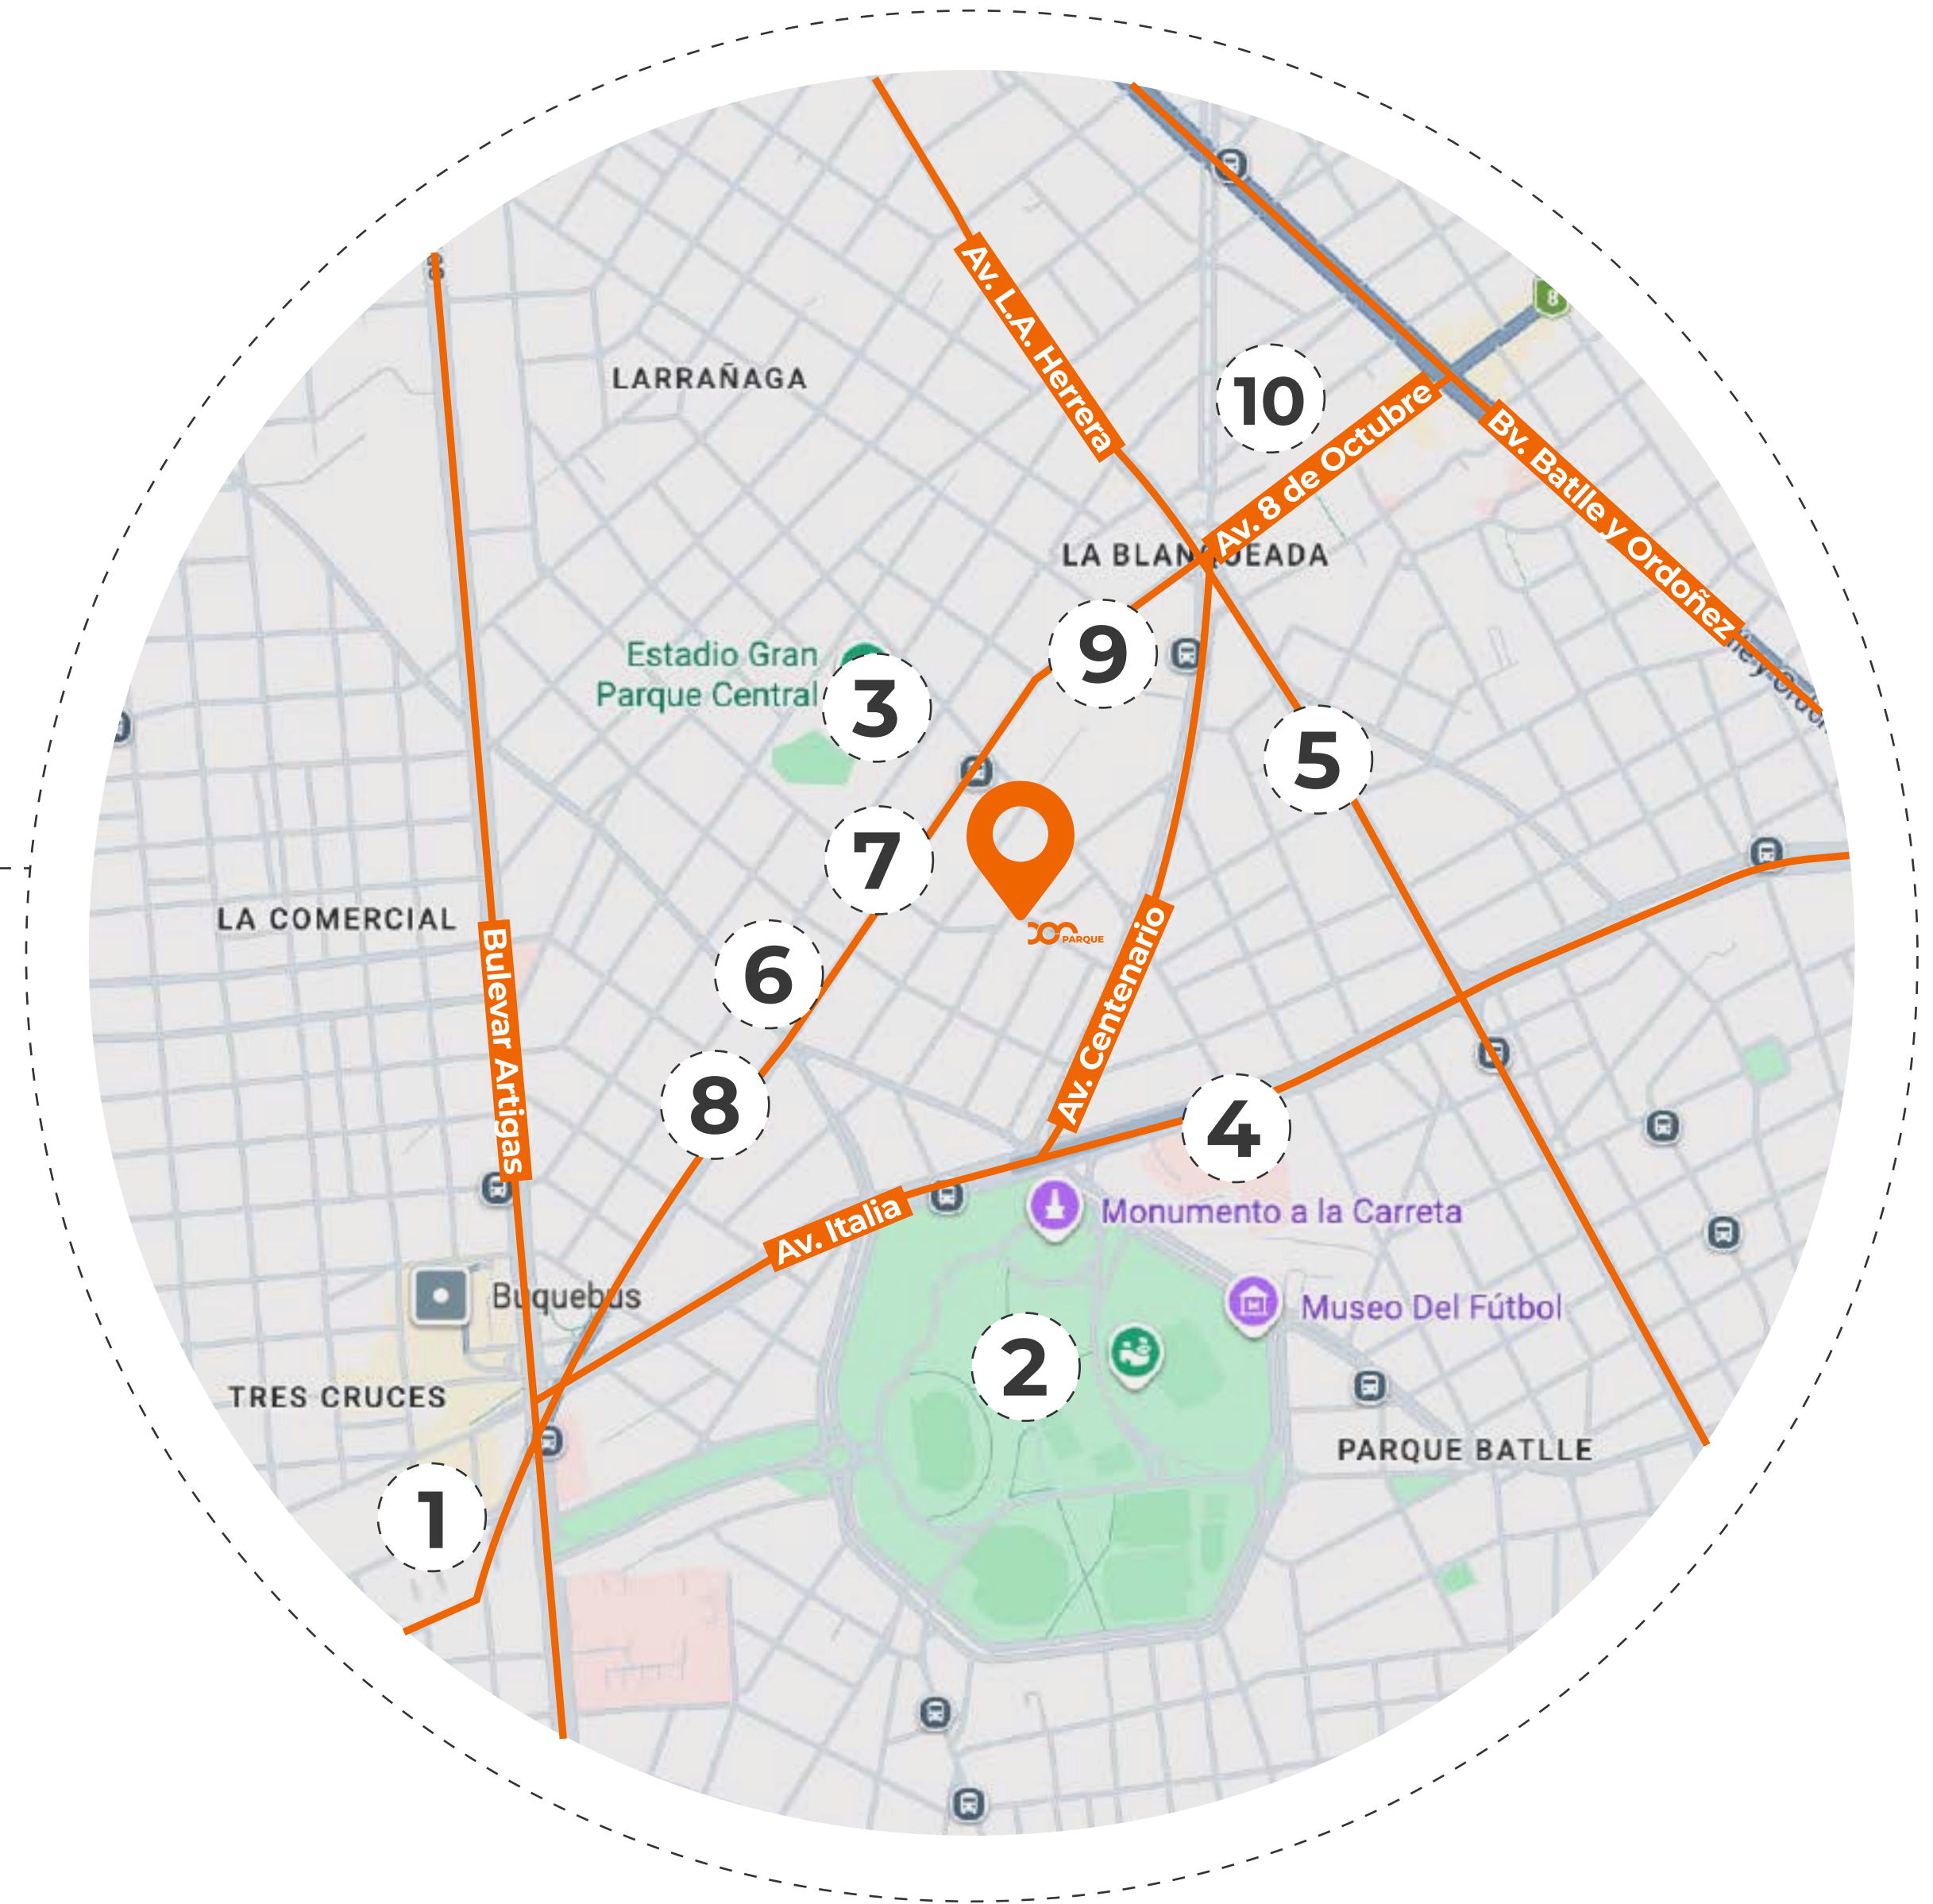 8
Av. L.A. Herrera
LARRAÑAGA
10
Av. 8 de Octubre
Bv. Batlle y Ordoñez
LA BLANQUEADA
Estadio Gran
Parque Central
3
9
5
7
LA COMERCIAL
PARQUE
6
Bulevar Artigas
Av. Centenario
8
4
Av. Italia
Monumento a la Carreta
Buquebus
Museo Del Fútbol
2
TRES CRUCES
PARQUE BATLLE
1